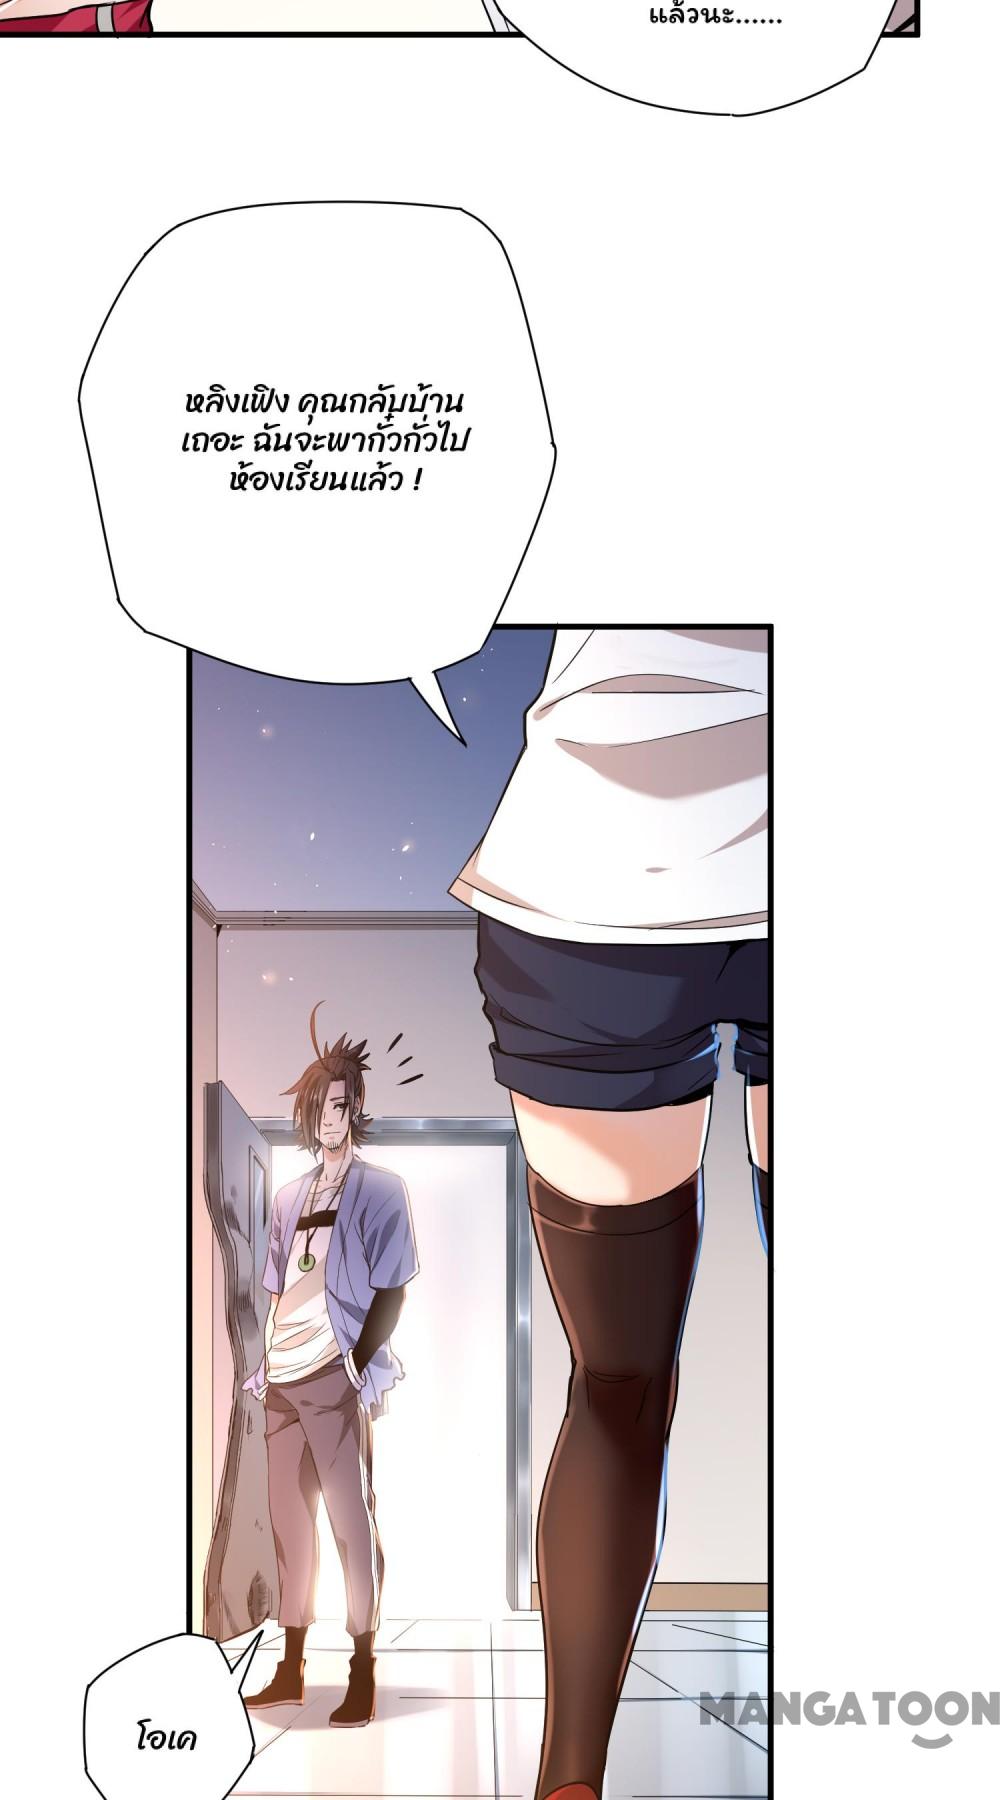 แล้วนะ......
หลิงเฟิง คุณกลับบ้าน
เถอะ ฉันจะพากั๋วกั่วไป
ห้องเรียนแล้ว !
โอเค
MANGATOON